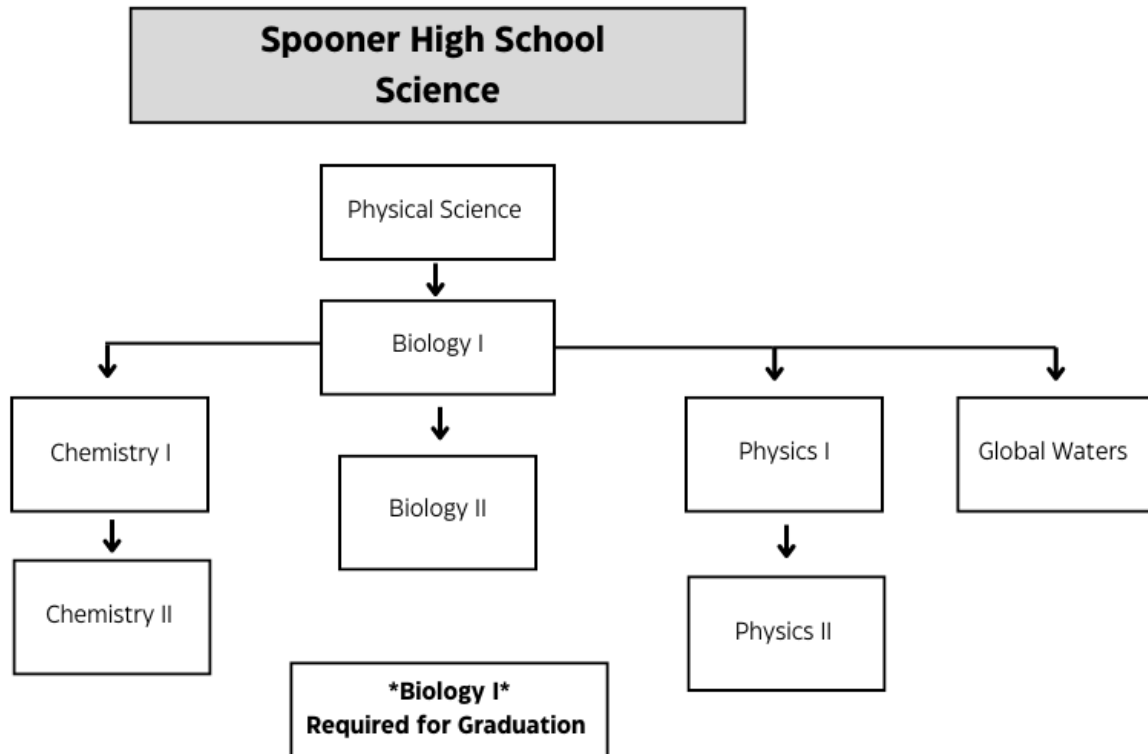 Spooner High School
Science
Physical Science
Biology I
Chemistry I
Biology II
Physics I
Global Waters
Chemistry II
Physics II
*Biology I*
Required for Graduation